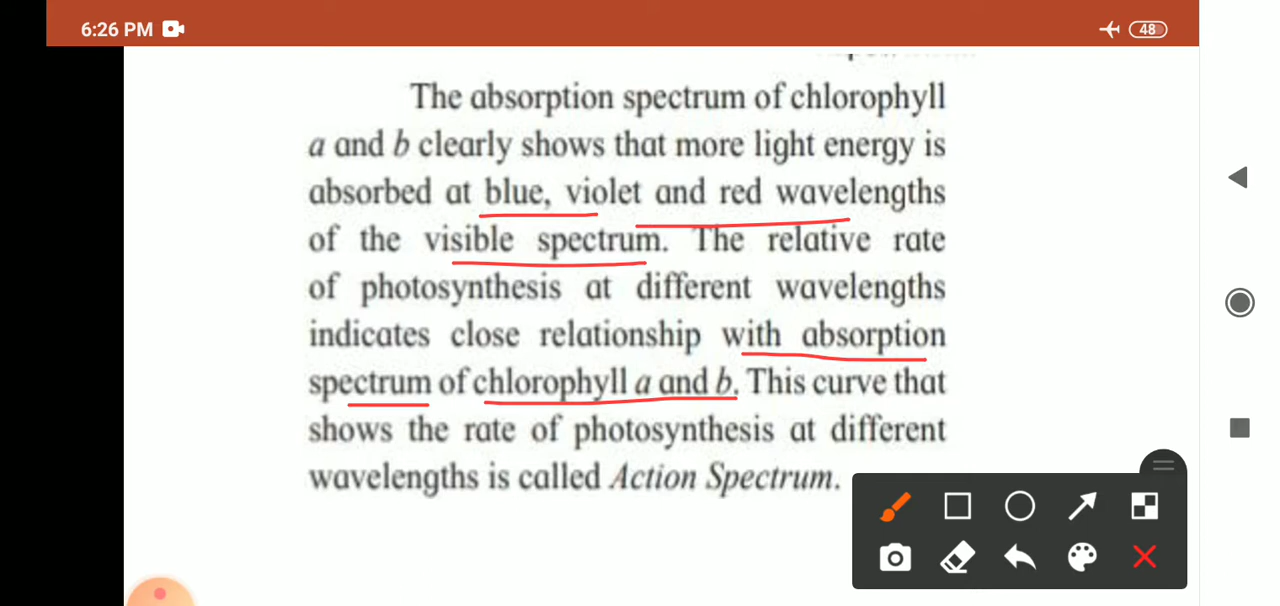 6:26 PM
48
The absorption spectrum of chlorophyll
a and b clearly shows that more light energy is
absorbed at blue, violet and red wavelengths
of the visible spectrum. The relative rate
of photosynthesis at different wavelengths
indicates close relationship with absorption
spectrum of chlorophyll a and b. This curve that
shows the rate of photosynthesis at different
wavelengths is called Action Spectrum.